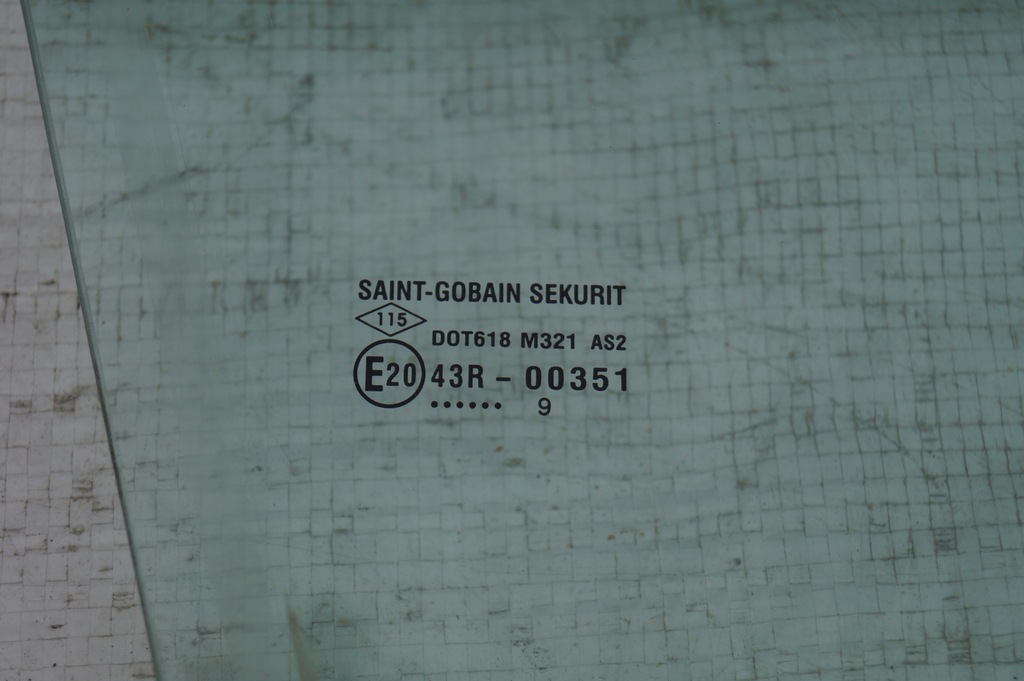 SAINT-GOBAIN SEKURIT
115
DOT618 M321 AS2
E20 43R - 00351
...... 9